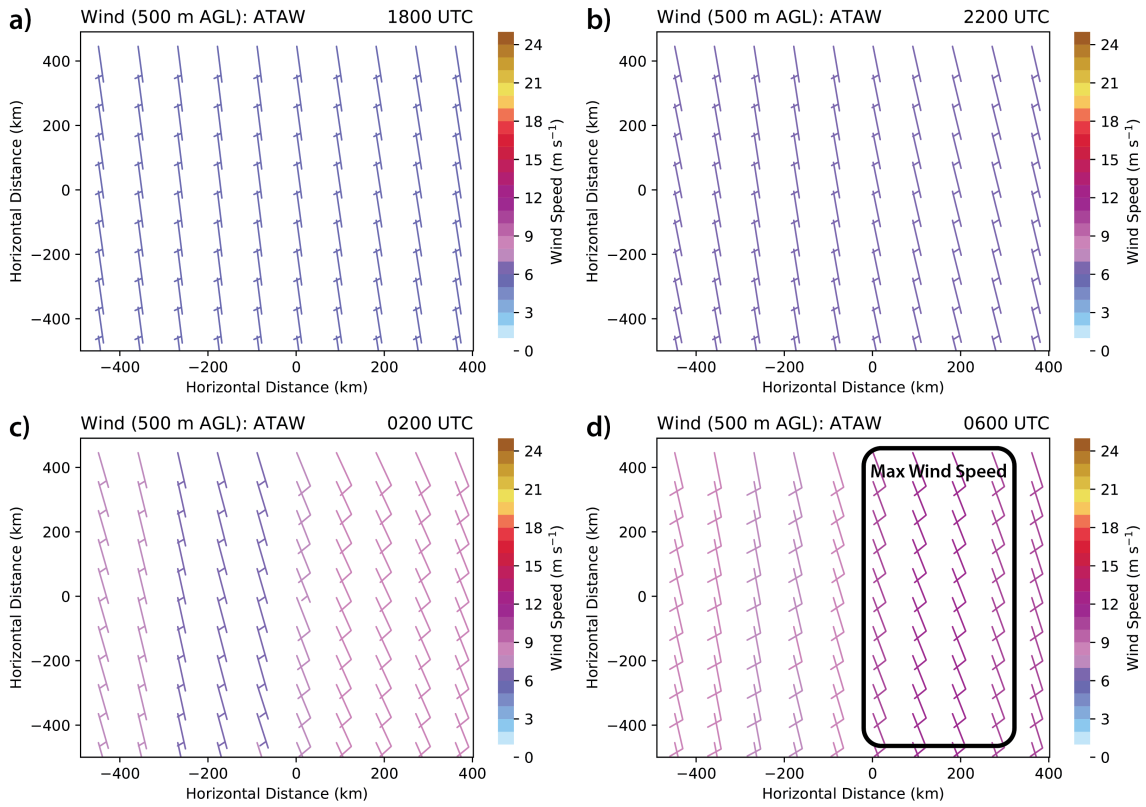 a) Wind (500 m AGL): ATAW 1800 UTC
Horizontal Distance (km)
400
200
0
−200
−400
−400 −200 0 200 400
Horizontal Distance (km)
24
21
18
15
12
9
6
3
0
Wind Speed (m s⁻¹)
b) Wind (500 m AGL): ATAW 2200 UTC
Horizontal Distance (km)
400
200
0
−200
−400
−400 −200 0 200 400
Horizontal Distance (km)
24
21
18
15
12
9
6
3
0
Wind Speed (m s⁻¹)
c) Wind (500 m AGL): ATAW 0200 UTC
Horizontal Distance (km)
400
200
0
−200
−400
−400 −200 0 200 400
Horizontal Distance (km)
24
21
18
15
12
9
6
3
0
Wind Speed (m s⁻¹)
d) Wind (500 m AGL): ATAW 0600 UTC
Max Wind Speed
Horizontal Distance (km)
400
200
0
−200
−400
−400 −200 0 200 400
Horizontal Distance (km)
24
21
18
15
12
9
6
3
0
Wind Speed (m s⁻¹)